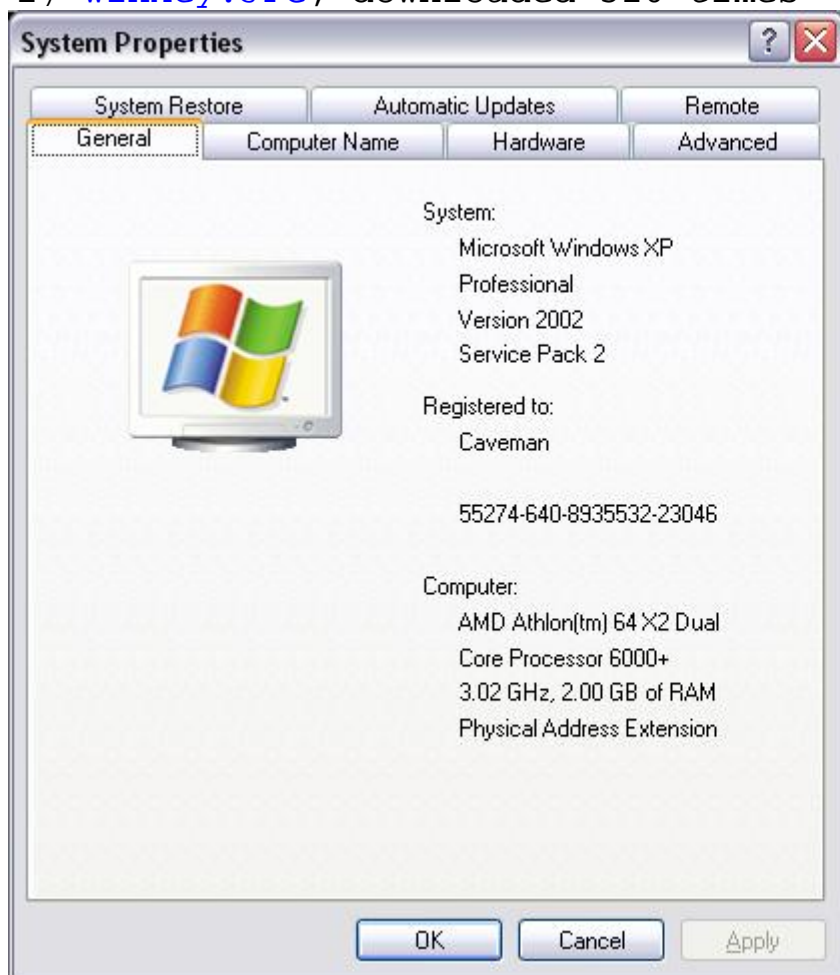 System Properties
System Restore Automatic Updates Remote
General Computer Name Hardware Advanced
System:
Microsoft Windows XP
Professional
Version 2002
Service Pack 2
Registered to:
Caveman
55274-640-8935532-23046
Computer:
AMD Athlon(tm) 64 X2 Dual
Core Processor 6000+
3.02 GHz, 2.00 GB of RAM
Physical Address Extension
OK Cancel Apply